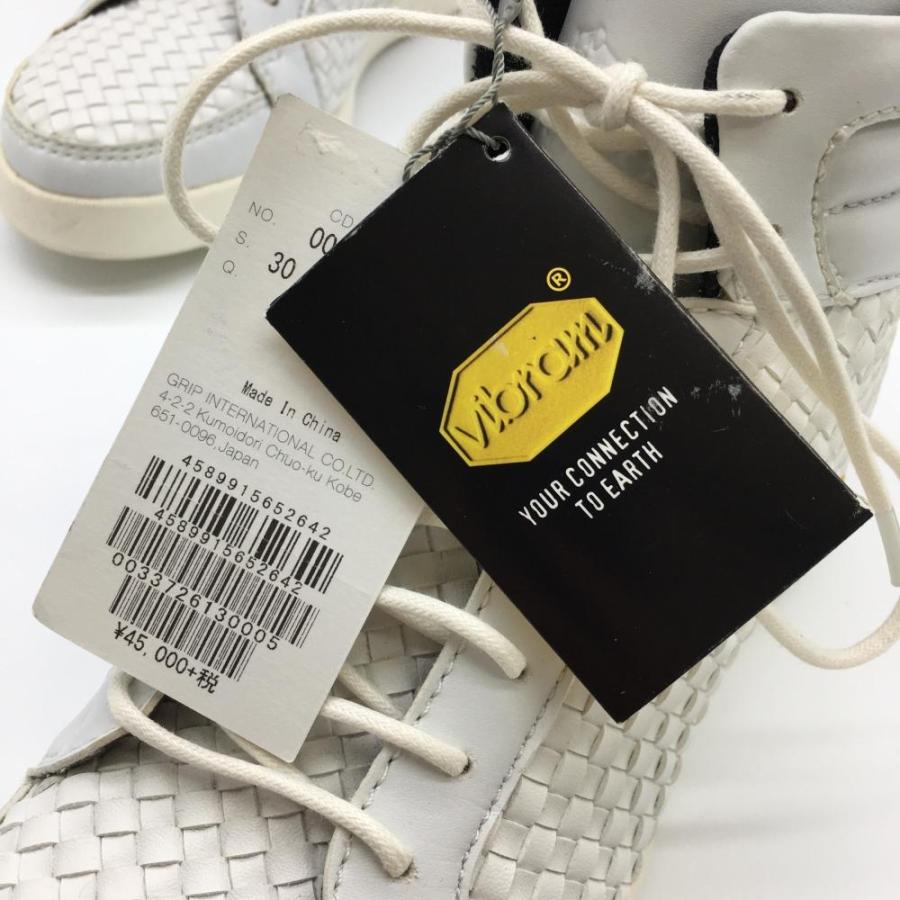 NO.
CD
S.
00
Q.
30
Made In China
GRIP INTERNATIONAL CO.LTD.
4-2-2 Kumoidori Chuo-ku Kobe
651-0096,Japan
4589915652642
4589915652642
0033726130005
¥45,000+税
®
vibram
YOUR CONNECTION
TO EARTH